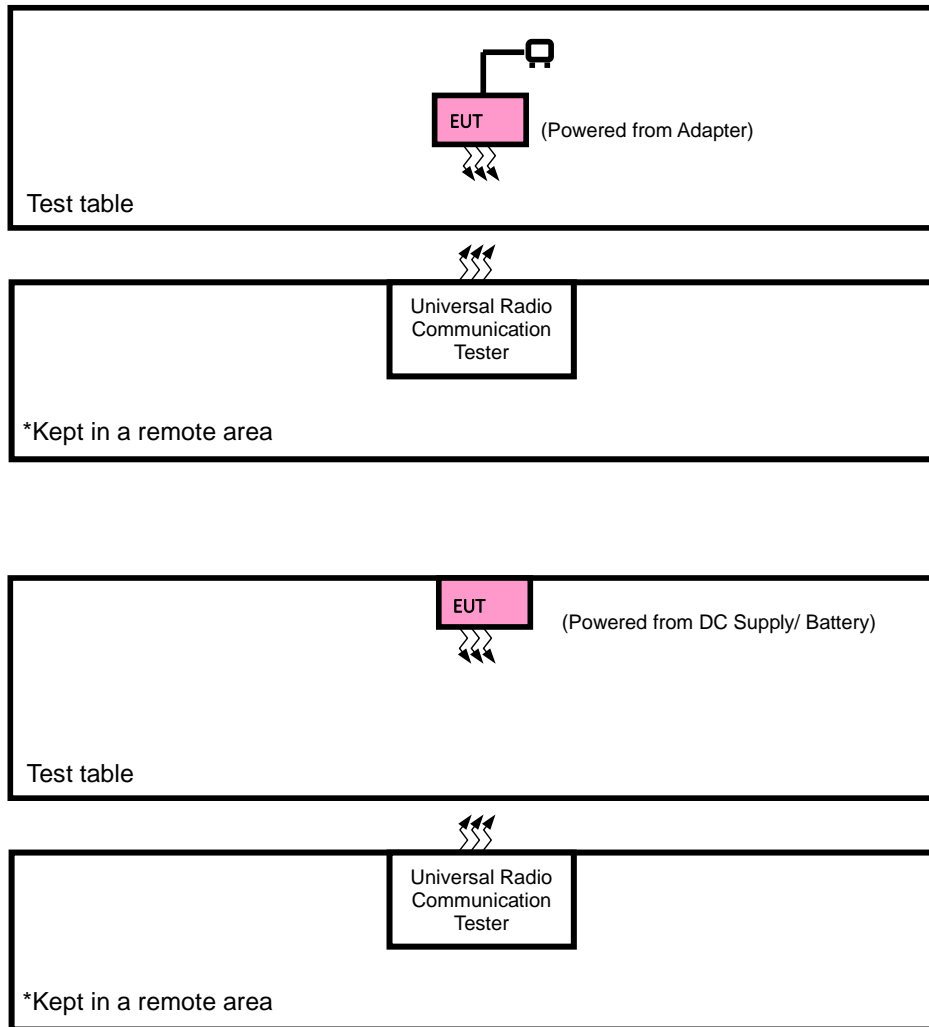 EUT
(Powered from Adapter)
Test table
Universal Radio
Communication
Tester
*Kept in a remote area
EUT
(Powered from DC Supply/ Battery)
Test table
Universal Radio
Communication
Tester
*Kept in a remote area